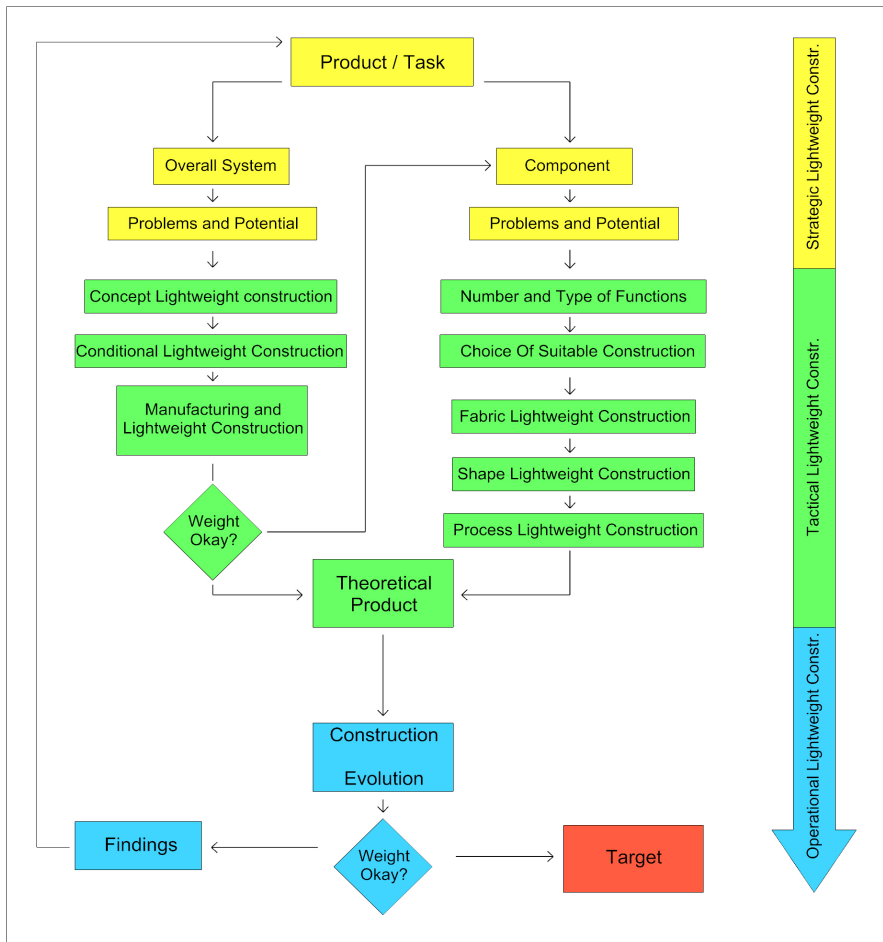 Product / Task
Overall System
Component
Problems and Potential
Problems and Potential
Concept Lightweight construction
Number and Type of Functions
Conditional Lightweight Construction
Choice Of Suitable Construction
Manufacturing and
Lightweight Construction
Fabric Lightweight Construction
Shape Lightweight Construction
Weight
Okay?
Process Lightweight Construction
Theoretical
Product
Construction
Evolution
Findings
Weight
Okay?
Target
Strategic Lightweight Constr.
Tactical Lightweight Constr.
Operational Lightweight Constr.